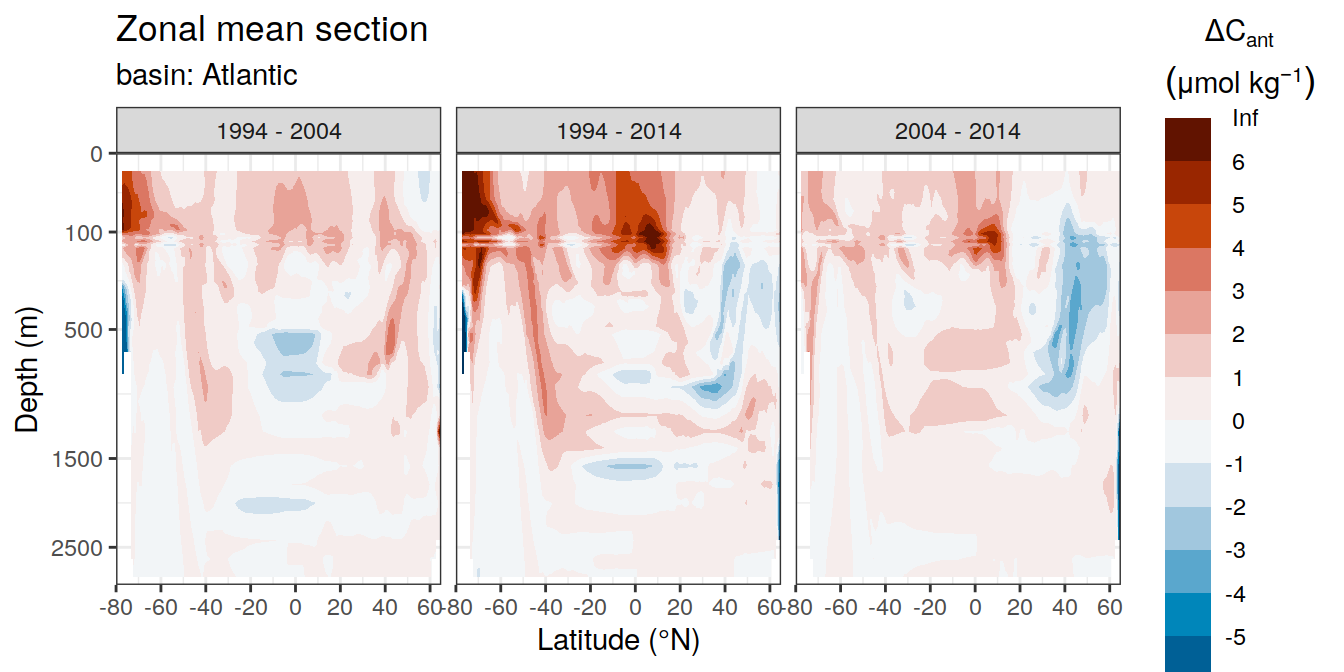 Zonal mean section
basin: Atlantic
ΔCant
(μmol kg−1)
1994 - 2004
1994 - 2014
2004 - 2014
Inf
6
5
4
3
2
1
0
-1
-2
-3
-4
-5
Depth (m)
0
100
500
1500
2500
-80 -60 -40 -20 0 20 40 60
-80 -60 -40 -20 0 20 40 60
-80 -60 -40 -20 0 20 40 60
Latitude (°N)